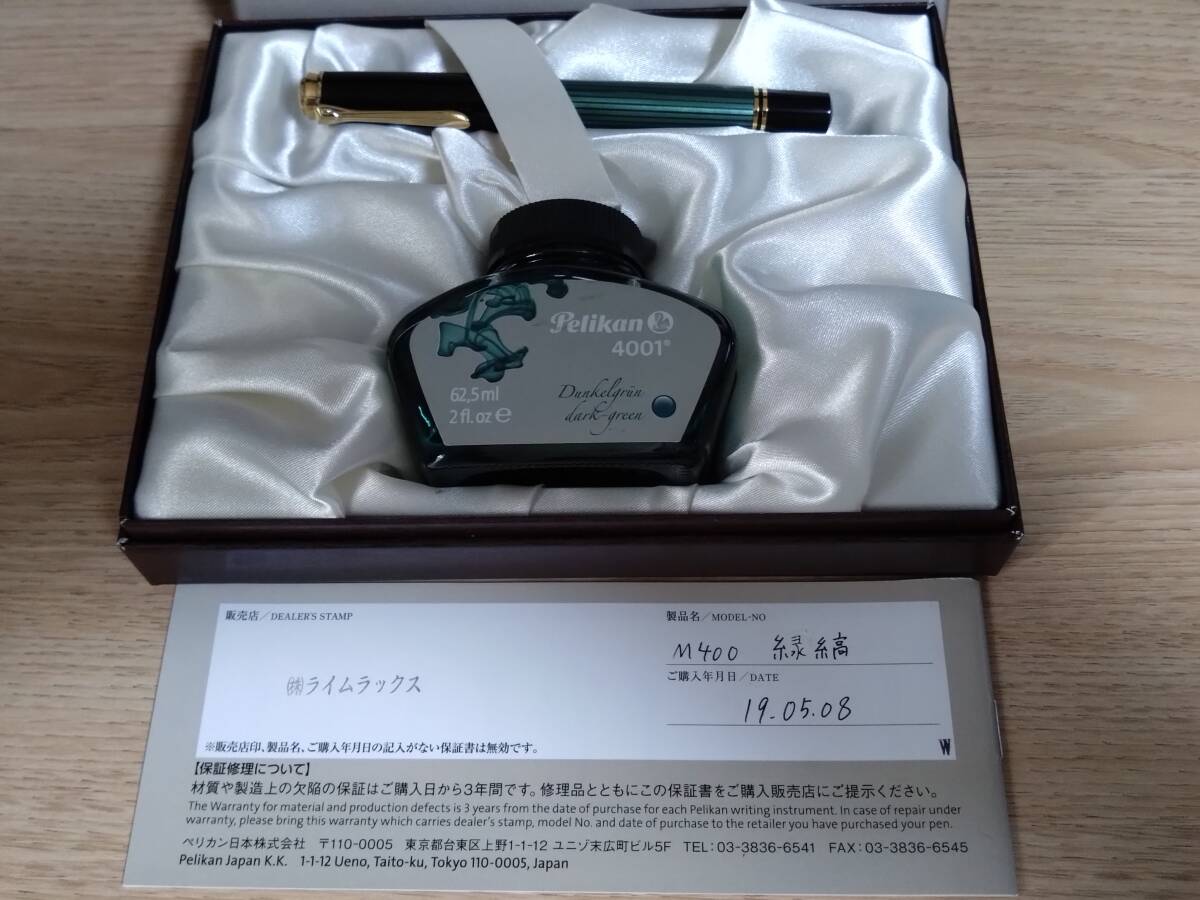 Pelikan
4001®
62,5 ml
2 fl. oz e
Dunkelgrün
dark-green
販売店/DEALER'S STAMP
㈱ライムラックス
製品名/MODEL-NO
M400 緑縞
ご購入年月日/DATE
19.05.08
※販売店印、製品名、ご購入年月日の記入がない保証書は無効です。
W
【保証修理について】
材質や製造上の欠陥の保証はご購入日から3年間です。修理品とともにこの保証書をご購入販売店にご提示ください。
The Warranty for material and production defects is 3 years from the date of purchase for each Pelikan writing instrument. In case of repair under
warranty, please bring this warranty which carries dealer's stamp, model No. and date of purchase to the retailer you have purchased your pen.
ペリカン日本株式会社 〒110-0005 東京都台東区上野1-1-12 ユニゾ末広町ビル5F TEL:03-3836-6541 FAX:03-3836-6545
Pelikan Japan K.K. 1-1-12 Ueno, Taito-ku, Tokyo 110-0005, Japan